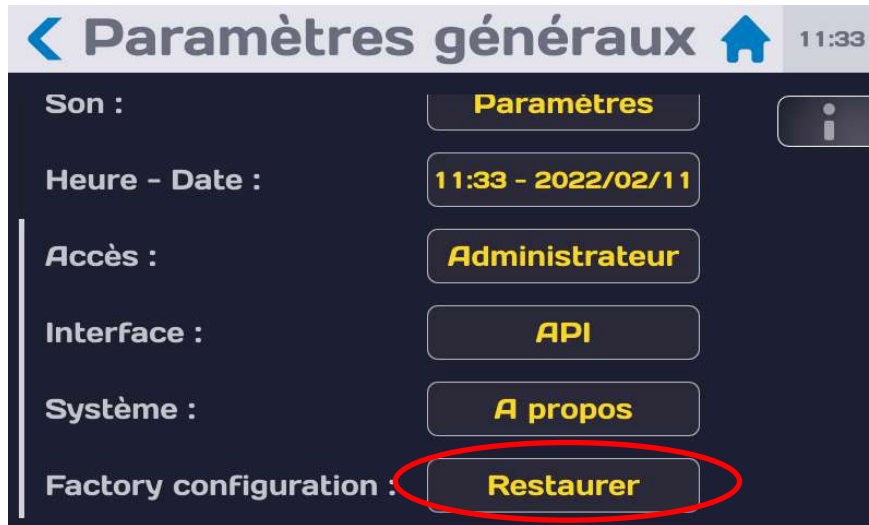 Paramètres généraux 11:33
Son : Paramètres
Heure - Date : 11:33 - 2022/02/11
Accès : Administrateur
Interface : API
Système : A propos
Factory configuration : Restaurer